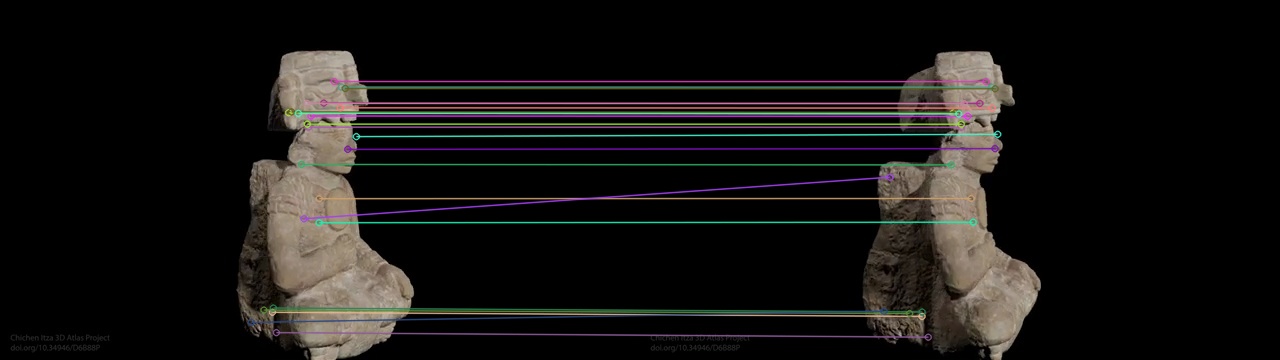 Chichen Itza 3D Atlas Project
doi.org/10.34946/D6B88P
Chichen Itza 3D Atlas Project
doi.org/10.34946/D6B88P